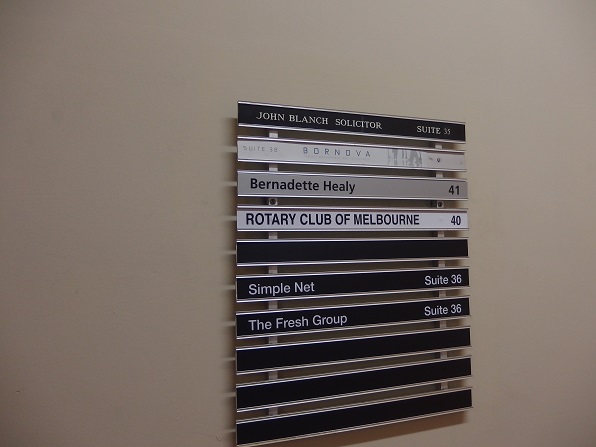 JOHN BLANCH SOLICITOR SUITE 35
BORNOVA
Bernadette Healy 41
ROTARY CLUB OF MELBOURNE 40
Simple Net Suite 36
The Fresh Group Suite 36